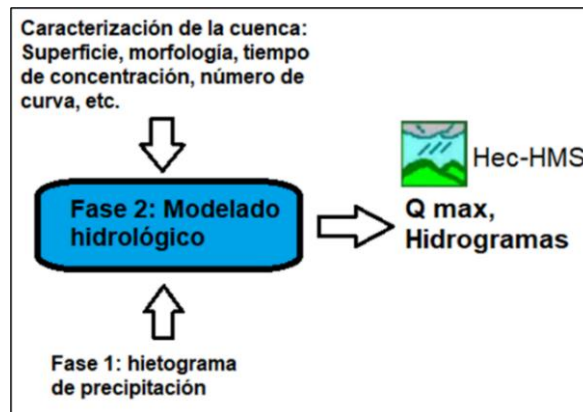 Caracterización de la cuenca:
Superficie, morfología, tiempo
de concentración, número de
curva, etc.
Fase 2: Modelado
hidrológico
Hec-HMS
Q max,
Hidrogramas
Fase 1: hietograma
de precipitación